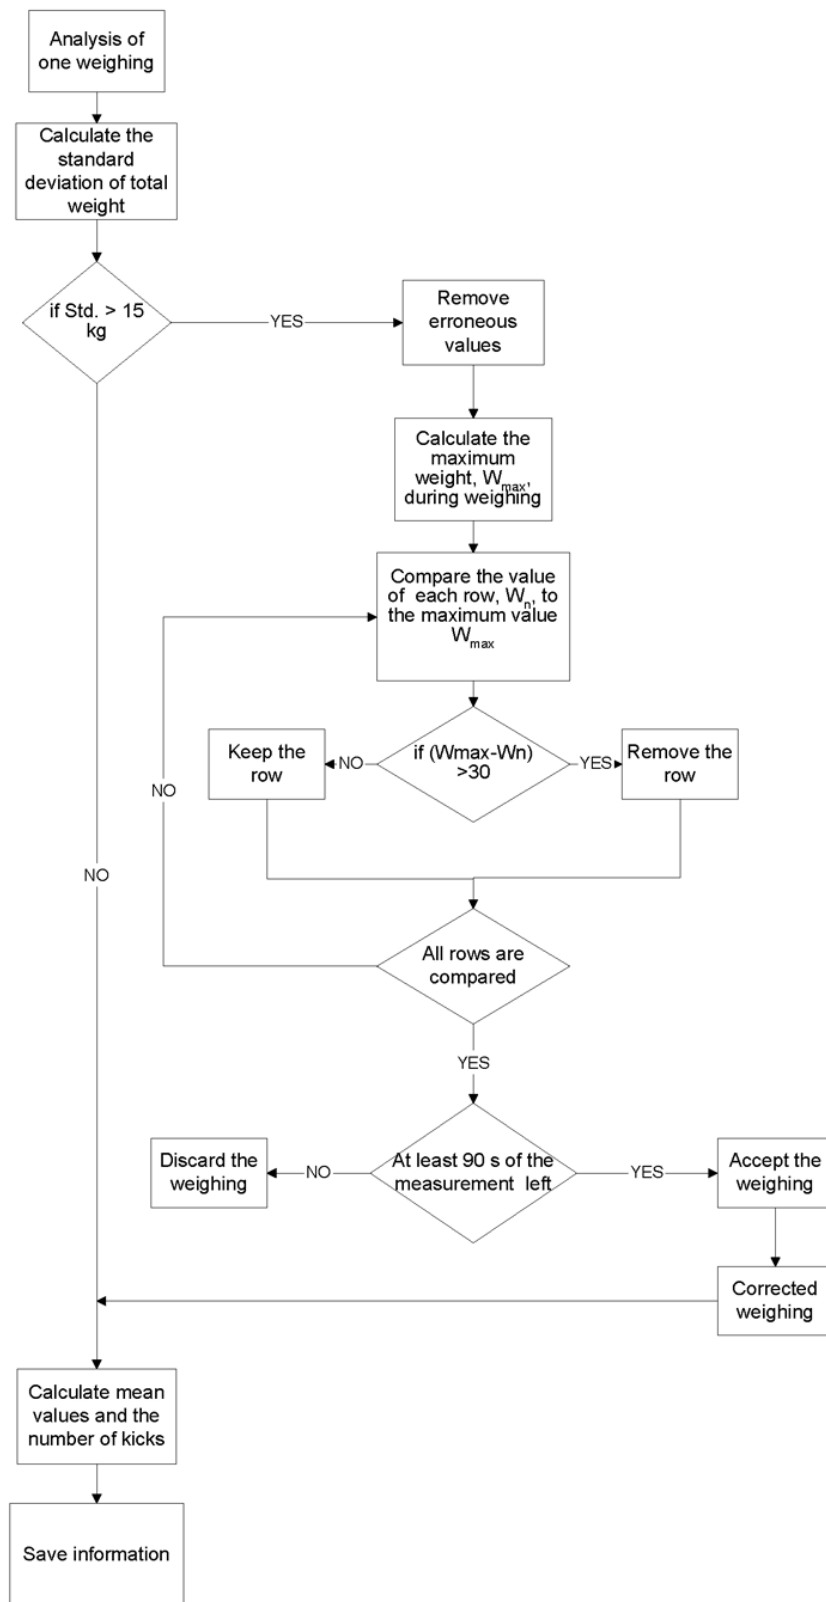 Analysis of
one weighing
Calculate the
standard
deviation of total
weight
if Std. > 15
kg
YES
Remove
erroneous
values
Calculate the
maximum
weight, Wmax,
during weighing
Compare the value
of each row, Wn, to
the maximum value
Wmax
Keep the
row
NO
if (Wmax-Wn)
>30
YES
Remove the
row
NO
NO
All rows are
compared
YES
Discard the
weighing
NO
At least 90 s of the
measurement left
YES
Accept the
weighing
Corrected
weighing
Calculate mean
values and the
number of kicks
Save information